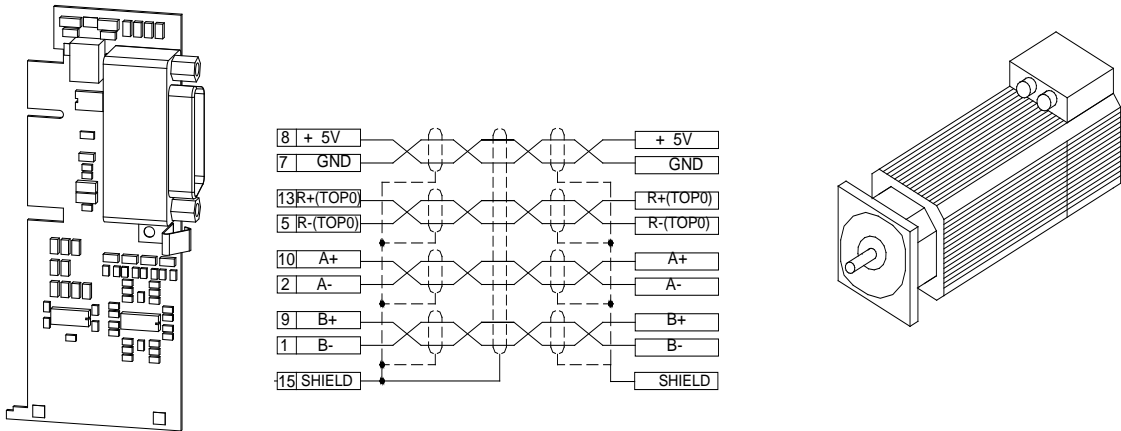 8 + 5V + 5V
7 GND GND
13 R+(TOP0) R+(TOP0)
5 R-(TOP0) R-(TOP0)
10 A+ A+
2 A- A-
9 B+ B+
1 B- B-
15 SHIELD SHIELD